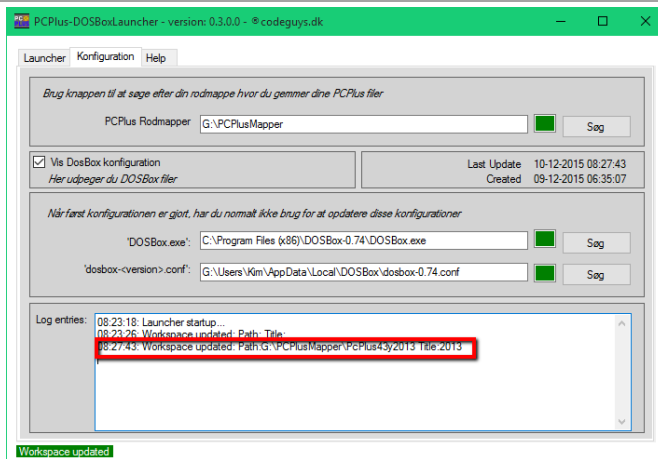 PCPlus-DOSBoxLauncher - version: 0.3.0.0 - ®codeguys.dk
Launcher Konfiguration Help
Brug knappen til at søge efter din rodmappe hvor du gemmer dine PCPlus filer
PCPlus Rodmapper G:\PCPlusMapper Søg
Vis DosBox konfiguration
Her udpeger du DOSBox filer
Last Update 10-12-2015 08:27:43
Created 09-12-2015 06:35:07
Når først konfigurationen er gjort, har du normalt ikke brug for at opdatere disse konfigurationer
'DOSBox.exe': C:\Program Files (x86)\DOSBox-0.74\DOSBox.exe Søg
'dosbox-<version>.conf': G:\Users\Kim\AppData\Local\DOSBox\dosbox-0.74.conf Søg
Log entries: 08:23:18: Launcher startup...
08:23:26: Workspace updated: Path: Title:
08:27:43: Workspace updated: Path:G:\PCPlusMapper\PcPlus43y2013 Title:2013
Workspace updated